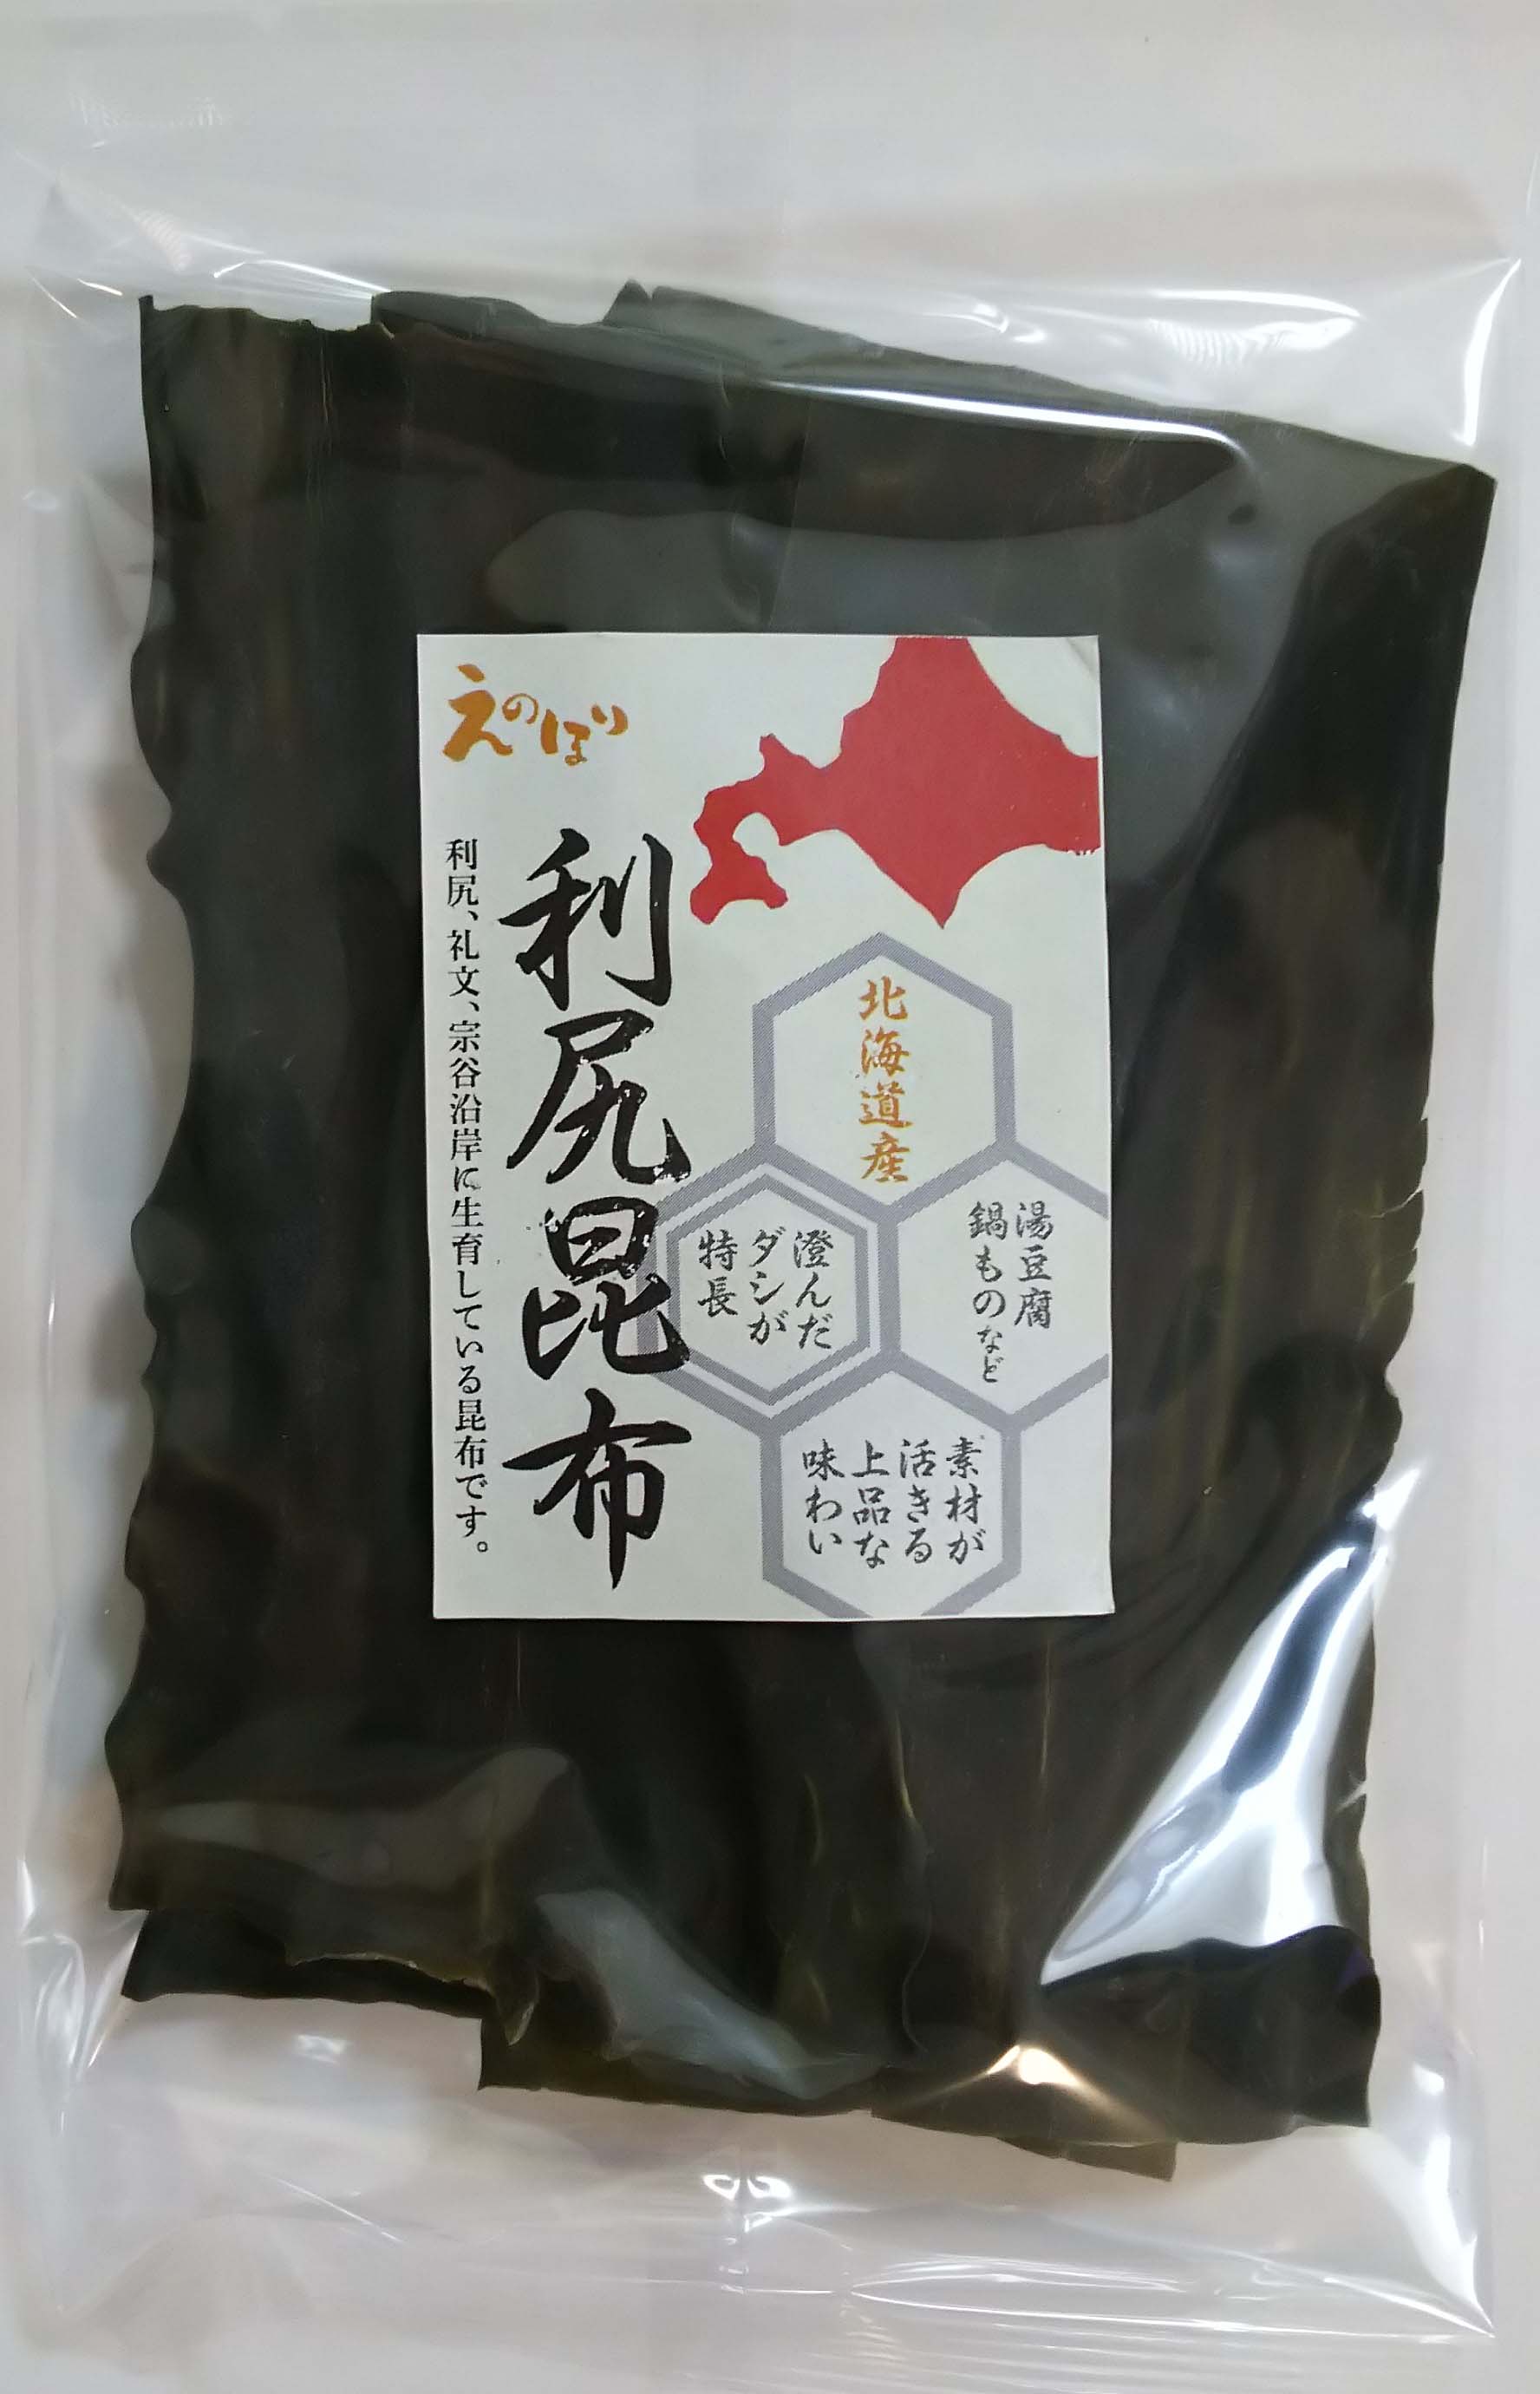 えのぼり
北海道産
湯豆腐
鍋ものなど
澄んだ
ダシが
特長
素材が
活きる
上品な
味わい
利尻昆布
利尻、礼文、宗谷沿岸に生育している昆布です。